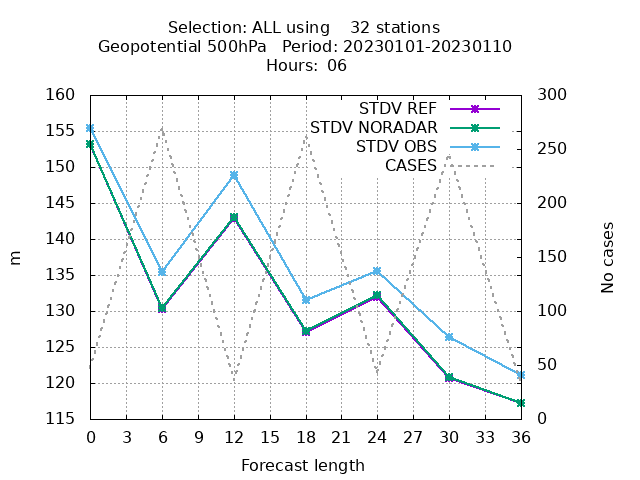 Selection: ALL using    32 stations
Geopotential 500hPa   Period: 20230101-20230110
Hours:  06
160
155
150
145
140
135
130
125
120
115
m
300
250
200
150
100
50
0
No cases
STDV REF
STDV NORADAR
STDV OBS
CASES
0 3 6 9 12 15 18 21 24 27 30 33 36
Forecast length